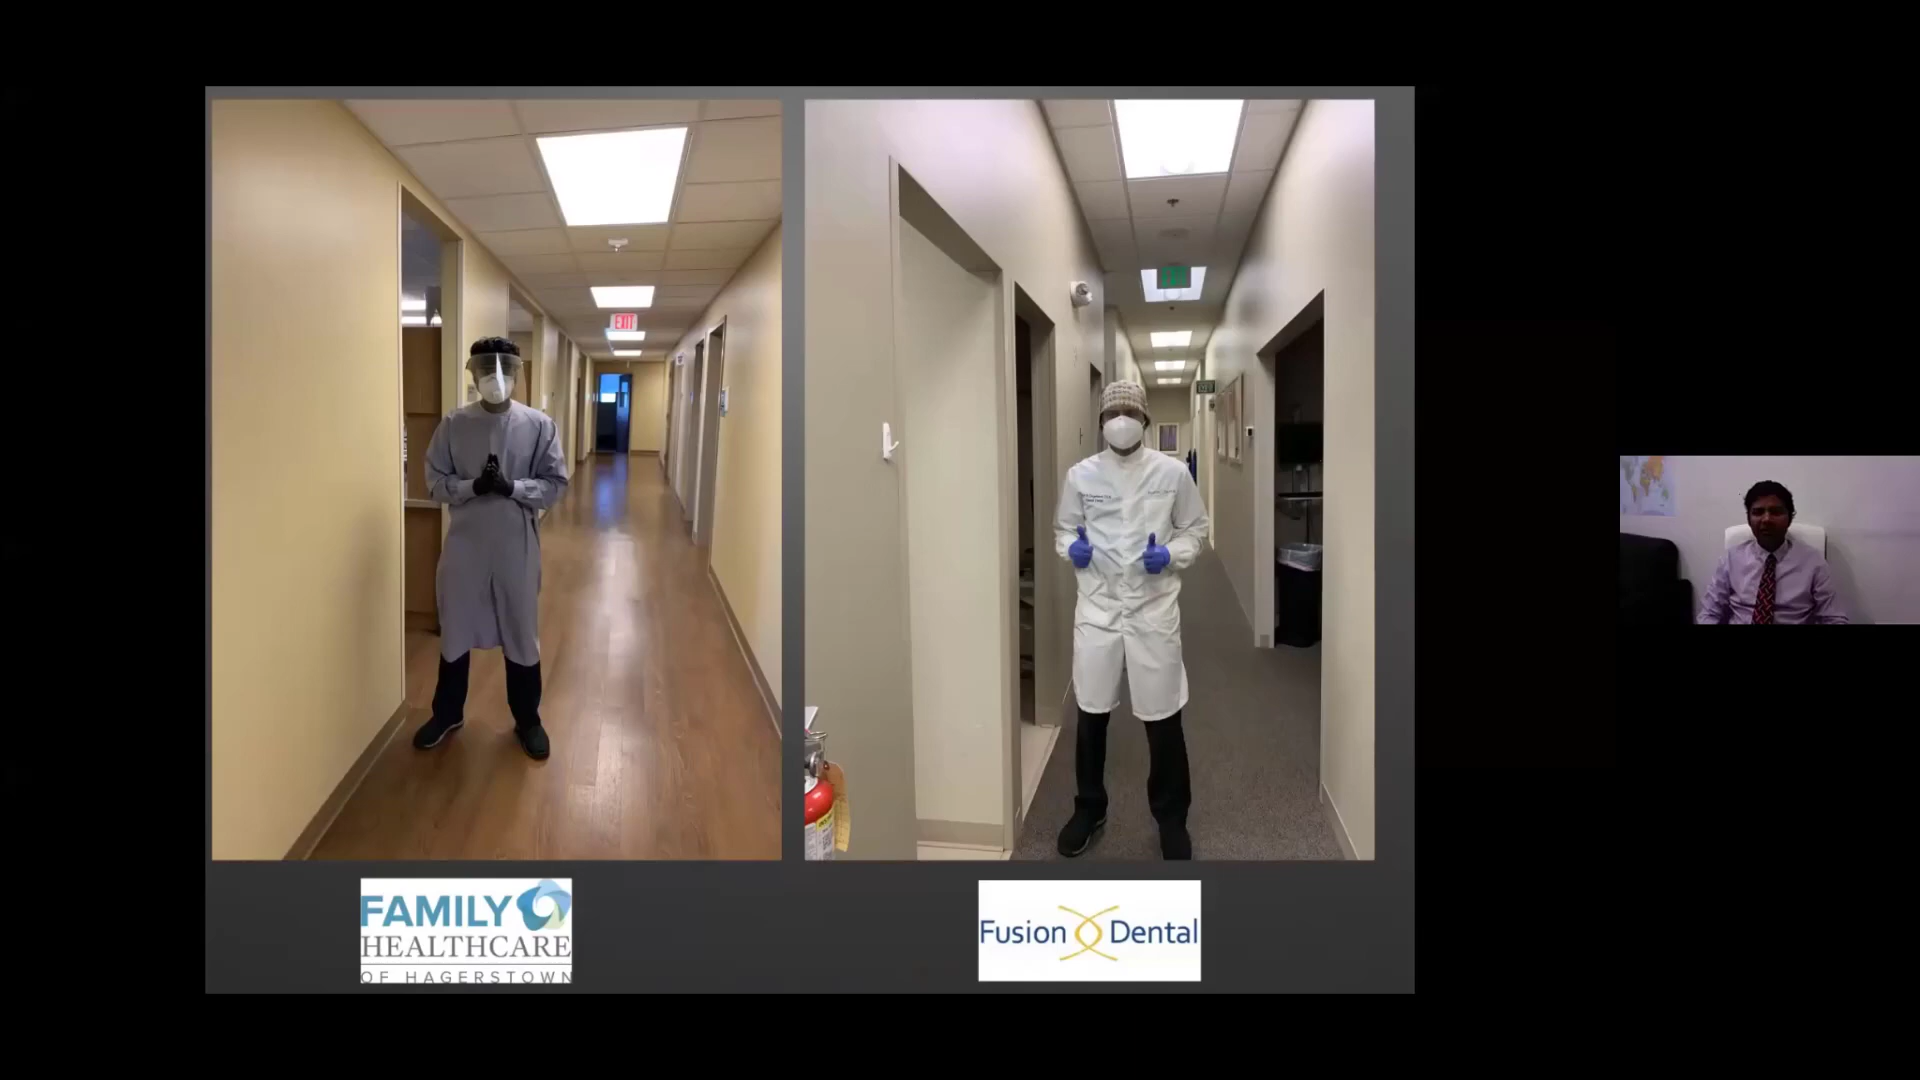 EXIT
FAMILY
HEALTHCARE
OF HAGERSTOWN
Fusion Dental